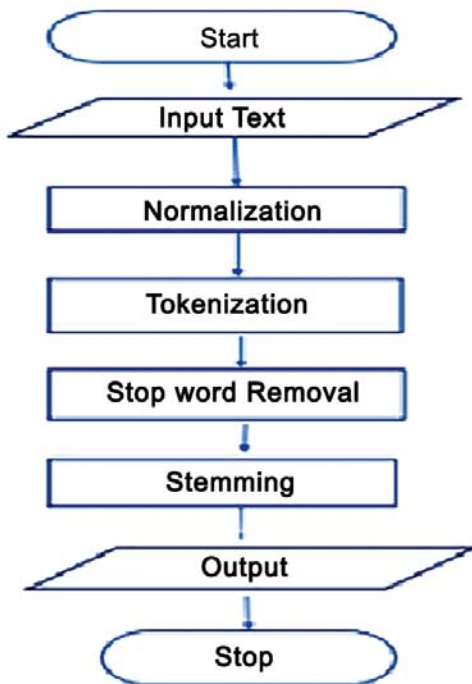 Start
Input Text
Normalization
Tokenization
Stop word Removal
Stemming
Output
Stop